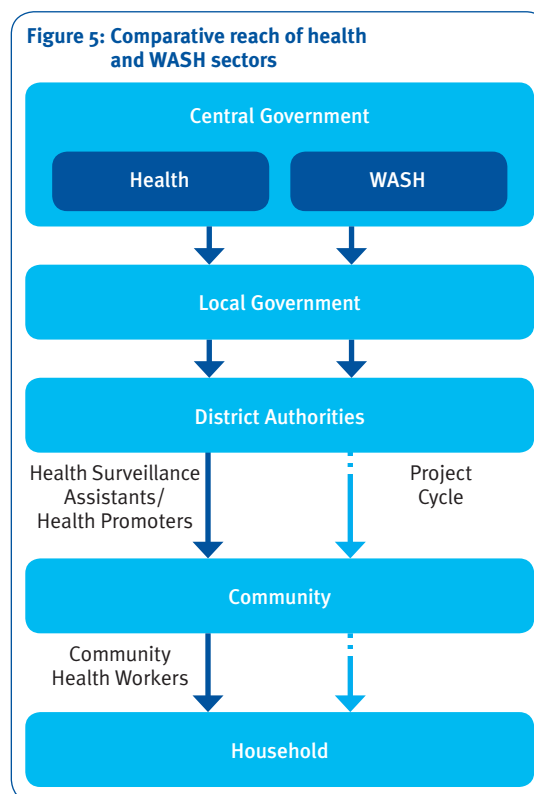 Figure 5: Comparative reach of health
and WASH sectors
Central Government
Health
WASH
Local Government
District Authorities
Health Surveillance
Assistants/
Health Promoters
Project
Cycle
Community
Community
Health Workers
Household